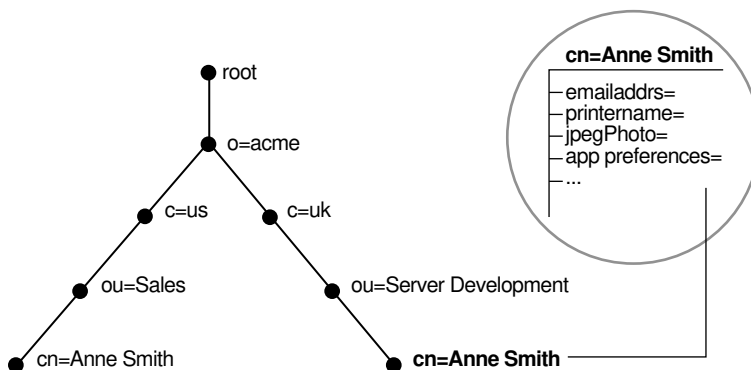 root
o=acme
c=us
c=uk
ou=Sales
ou=Server Development
cn=Anne Smith
cn=Anne Smith
cn=Anne Smith
emailaddrs=
printername=
jpegPhoto=
app preferences=
...